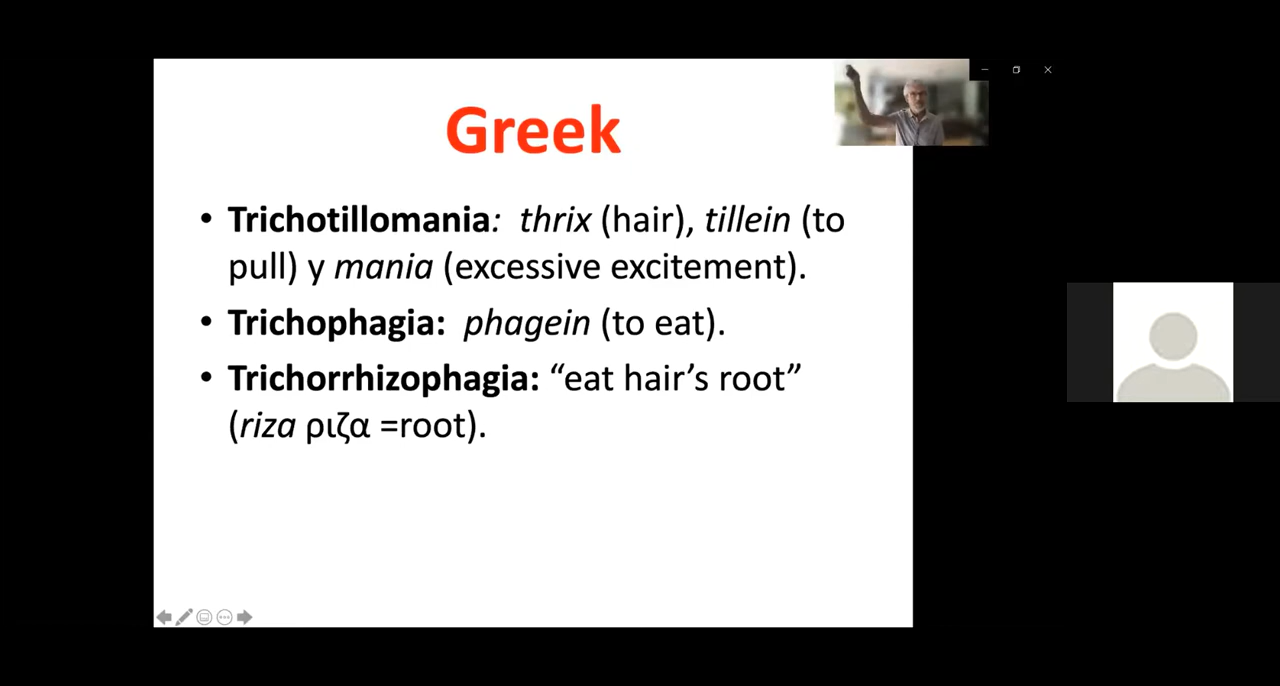 Greek
• Trichotillomania: thrix (hair), tillein (to
pull) y mania (excessive excitement).
• Trichophagia: phagein (to eat).
• Trichorrhizophagia: “eat hair’s root”
(riza ριζα =root).